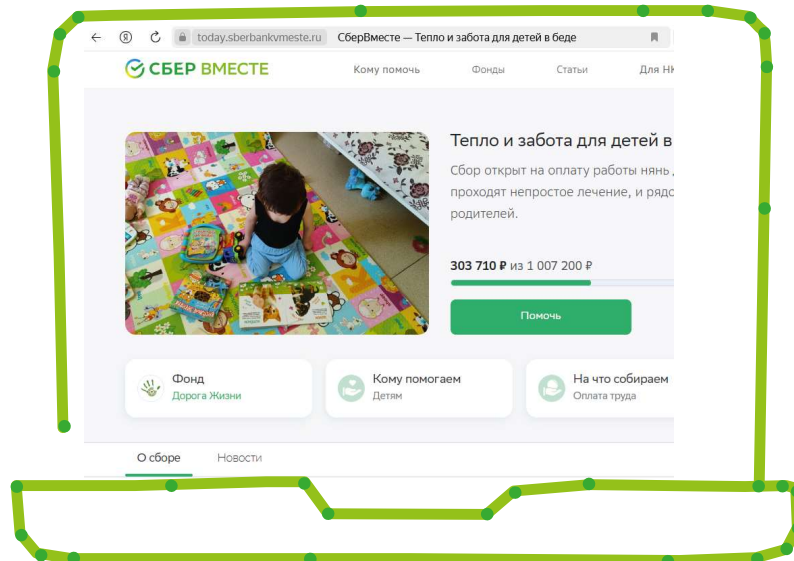 today.sberbankvmeste.ru СберВместе — Тепло и забота для детей в беде
СБЕР ВМЕСТЕ Кому помочь Фонды Статьи Для НК
Тепло и забота для детей в
Сбор открыт на оплату работы нянь
проходят непростое лечение, и рядо
родителей.
303 710 ₽ из 1 007 200 ₽
Помочь
Фонд
Дорога Жизни
Кому помогаем
Детям
На что собираем
Оплата труда
О сборе Новости